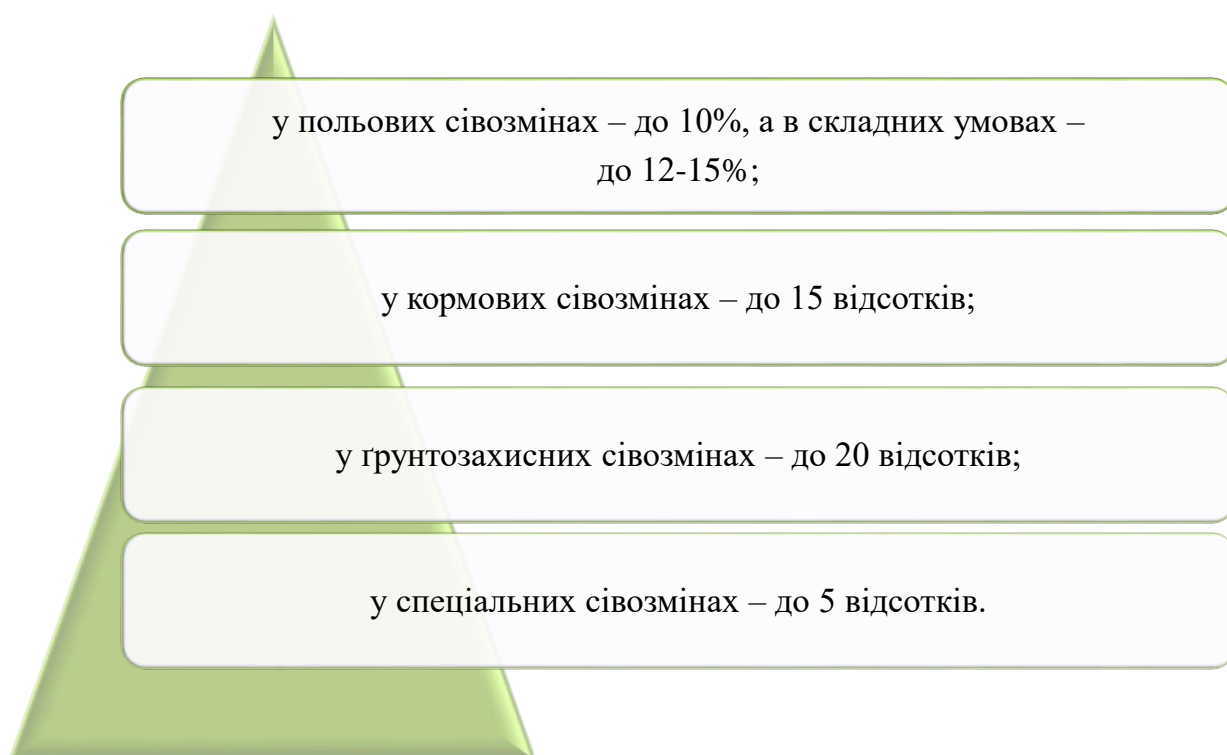 у польових сівозмінах – до 10%, а в складних умовах –
до 12-15%;
у кормових сівозмінах – до 15 відсотків;
у ґрунтозахисних сівозмінах – до 20 відсотків;
у спеціальних сівозмінах – до 5 відсотків.